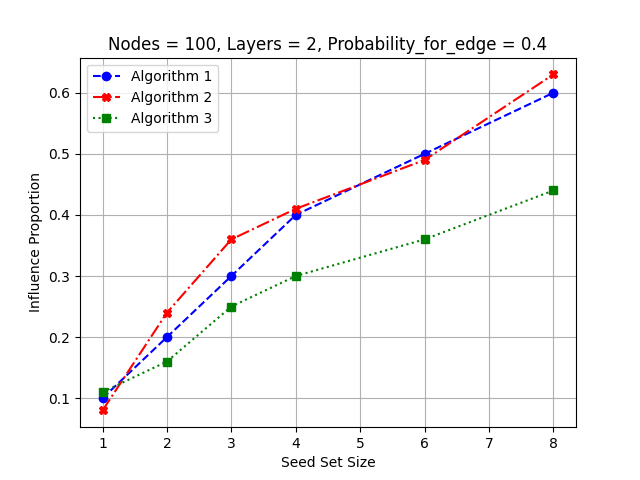 Nodes = 100, Layers = 2, Probability_for_edge = 0.4
Algorithm 1
Algorithm 2
Algorithm 3
Influence Proportion
0.6
0.5
0.4
0.3
0.2
0.1
1 2 3 4 5 6 7 8
Seed Set Size